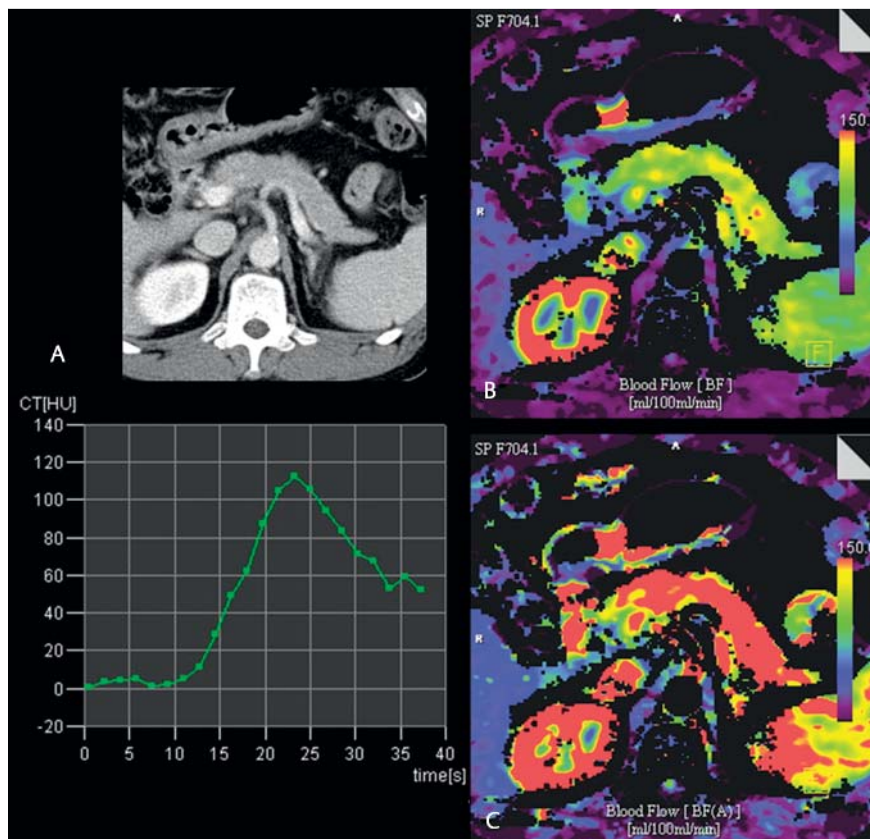 A
CT[HU]
140
120
100
80
60
40
20
0
-20
0 5 10 15 20 25 30 35 40
time[s]
SP F704.1
A
150.
R
F
B
Blood Flow [ BF ]
[ml/100ml/min]
SP F704.1
A
150.
R
C
Blood Flow [ BF(A) ]
[ml/100ml/min]